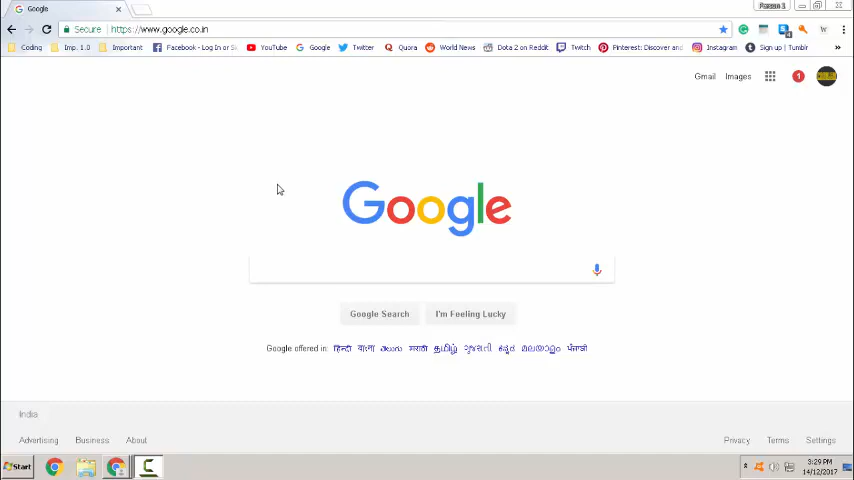 Google
Person 1
Secure
https://www.google.co.in
Coding
Imp. 1.0
Important
Facebook - Log In or Si
YouTube
Google
Twitter
Quora
World News
Dota 2 on Reddit
Twitch
Pinterest: Discover and
Instagram
Sign up | Tumblr
»
Gmail
Images
1
Google
Google Search
I'm Feeling Lucky
Google offered in: हिन्दी বাংলা తెలుగు मराठी தமிழ் ગુજરાતી ಕನ್ನಡ മലയാളം ਪੰਜਾਬੀ
India
Advertising
Business
About
Privacy
Terms
Settings
Start
3:29 PM
14/12/2017